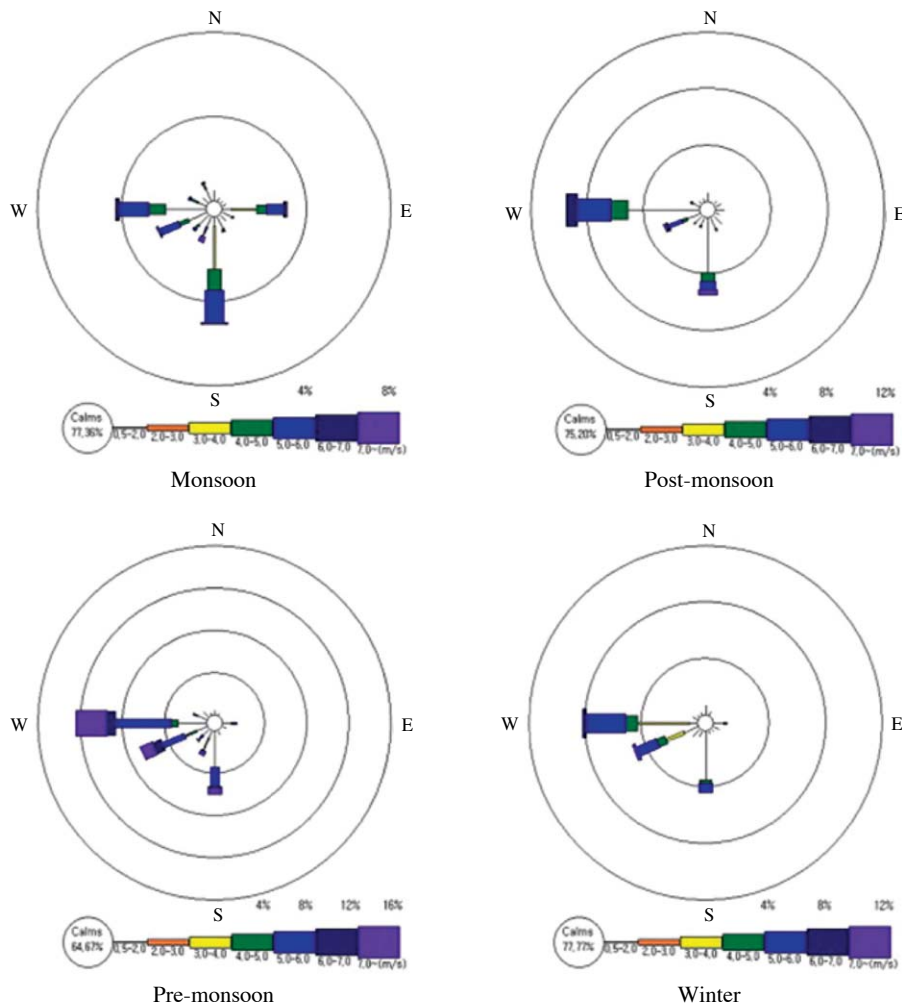 N
W
E
S
4%
8%
Calms
77,36%
0,5-2,0
2,0-3,0
3,0-4,0
4,0-5,0
5,0-6,0
6,0-7,0
7,0-(m/s)
Monsoon
N
W
E
S
4%
8%
12%
Calms
75,20%
0,5-2,0
2,0-3,0
3,0-4,0
4,0-5,0
5,0-6,0
6,0-7,0
7,0-(m/s)
Post-monsoon
N
W
E
S
4%
8%
12%
16%
Calms
64,67%
0,5-2,0
2,0-3,0
3,0-4,0
4,0-5,0
5,0-6,0
6,0-7,0
7,0-(m/s)
Pre-monsoon
N
W
E
S
4%
8%
12%
Calms
77,77%
0,5-2,0
2,0-3,0
3,0-4,0
4,0-5,0
5,0-6,0
6,0-7,0
7,0-(m/s)
Winter